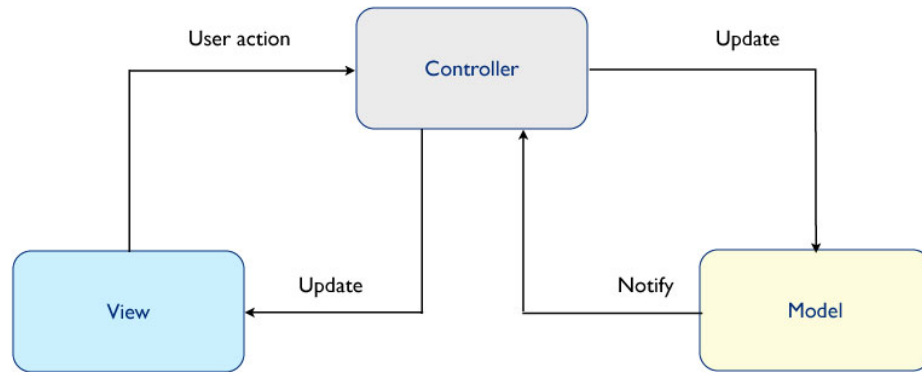 User action
Controller
Update
View
Update
Notify
Model